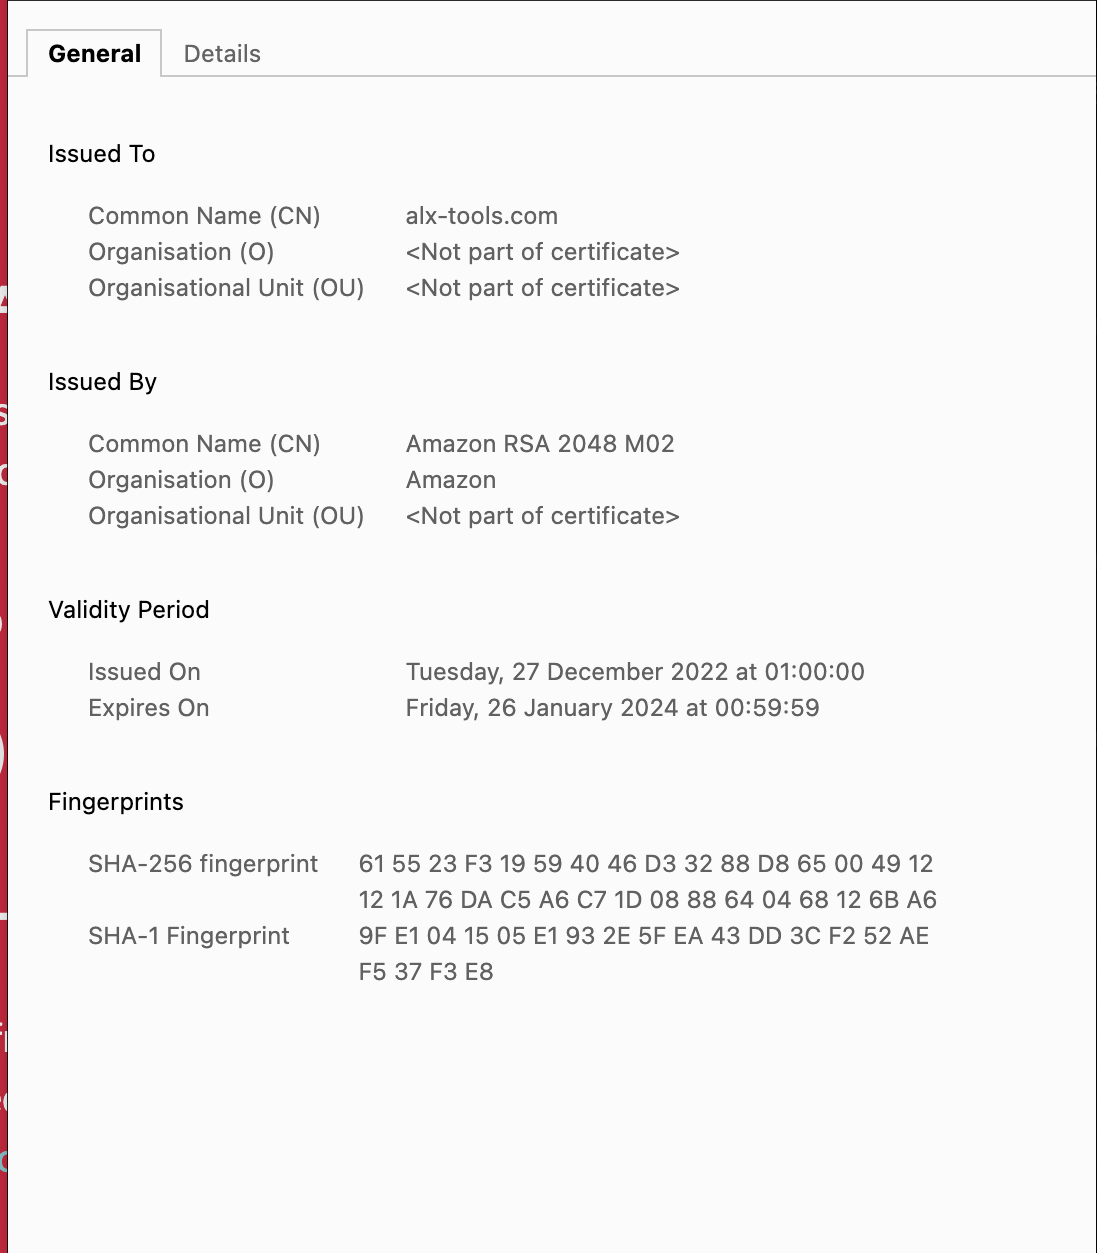 General Details
Issued To
Common Name (CN) alx-tools.com
Organisation (O) <Not part of certificate>
Organisational Unit (OU) <Not part of certificate>
Issued By
Common Name (CN) Amazon RSA 2048 M02
Organisation (O) Amazon
Organisational Unit (OU) <Not part of certificate>
Validity Period
Issued On Tuesday, 27 December 2022 at 01:00:00
Expires On Friday, 26 January 2024 at 00:59:59
Fingerprints
SHA-256 fingerprint 61 55 23 F3 19 59 40 46 D3 32 88 D8 65 00 49 12
12 1A 76 DA C5 A6 C7 1D 08 88 64 04 68 12 6B A6
SHA-1 Fingerprint 9F E1 04 15 05 E1 93 2E 5F EA 43 DD 3C F2 52 AE
F5 37 F3 E8